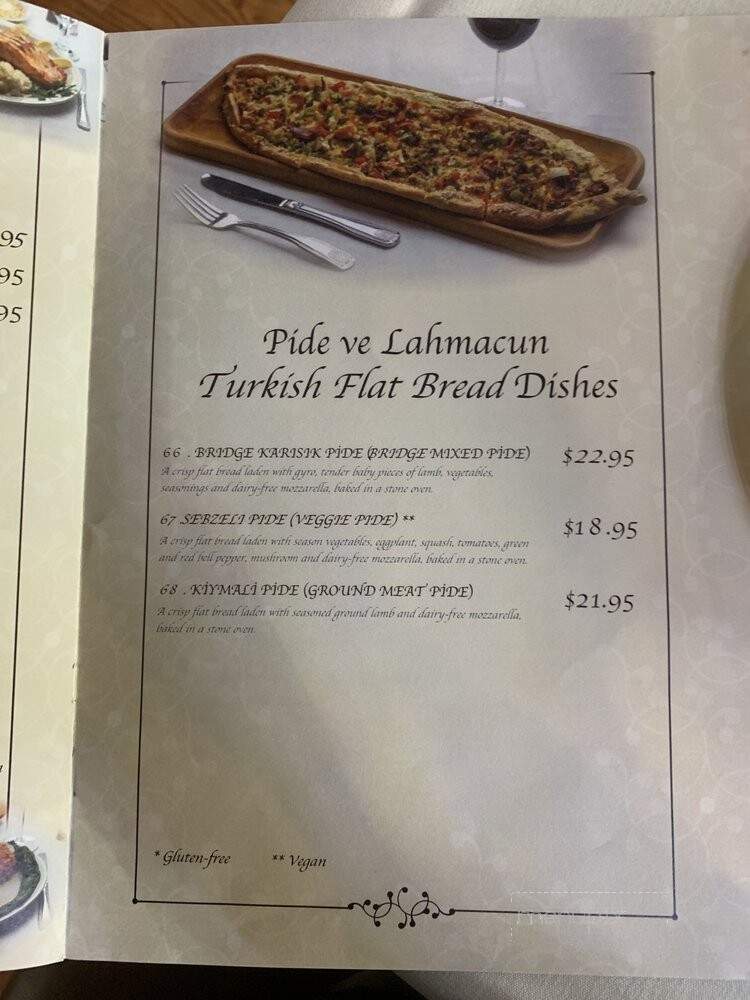 95
95
95
Pide ve Lahmacun
Turkish Flat Bread Dishes
66 . BRIDGE KARISIK PİDE (BRIDGE MIXED PİDE) $22.95
A crisp flat bread laden with gyro, tender baby pieces of lamb, vegetables,
seasonings and dairy-free mozzarella, baked in a stone oven.
67 .SEBZELI PIDE (VEGGIE PIDE) ** $18.95
A crisp flat bread laden with season vegetables, eggplant, squash, tomatoes, green
and red bell pepper, mushroom and dairy-free mozzarella, baked in a stone oven.
68 . KİYMALİ PİDE (GROUND MEAT PİDE) $21.95
A crisp flat bread laden with seasoned ground lamb and dairy-free mozzarella,
baked in a stone oven.
* Gluten-free ** Vegan